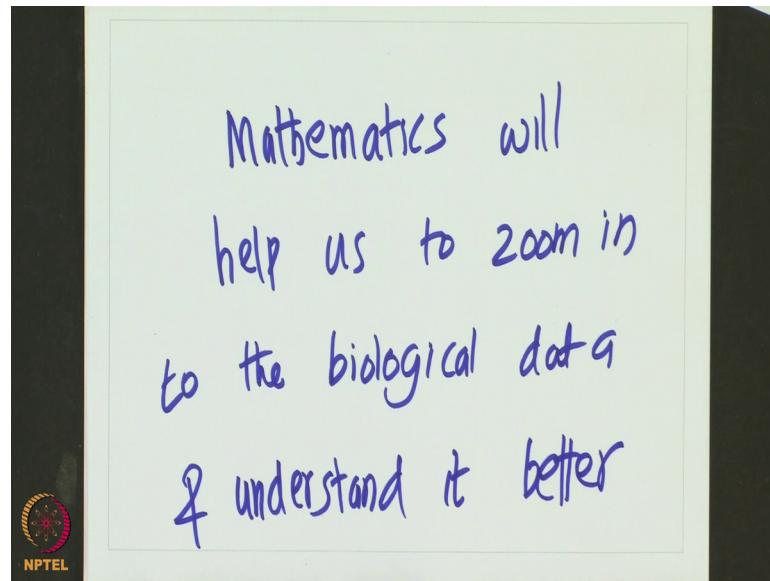 Mathematics will
help us to zoom in
to the biological data
& understand it better
NPTEL